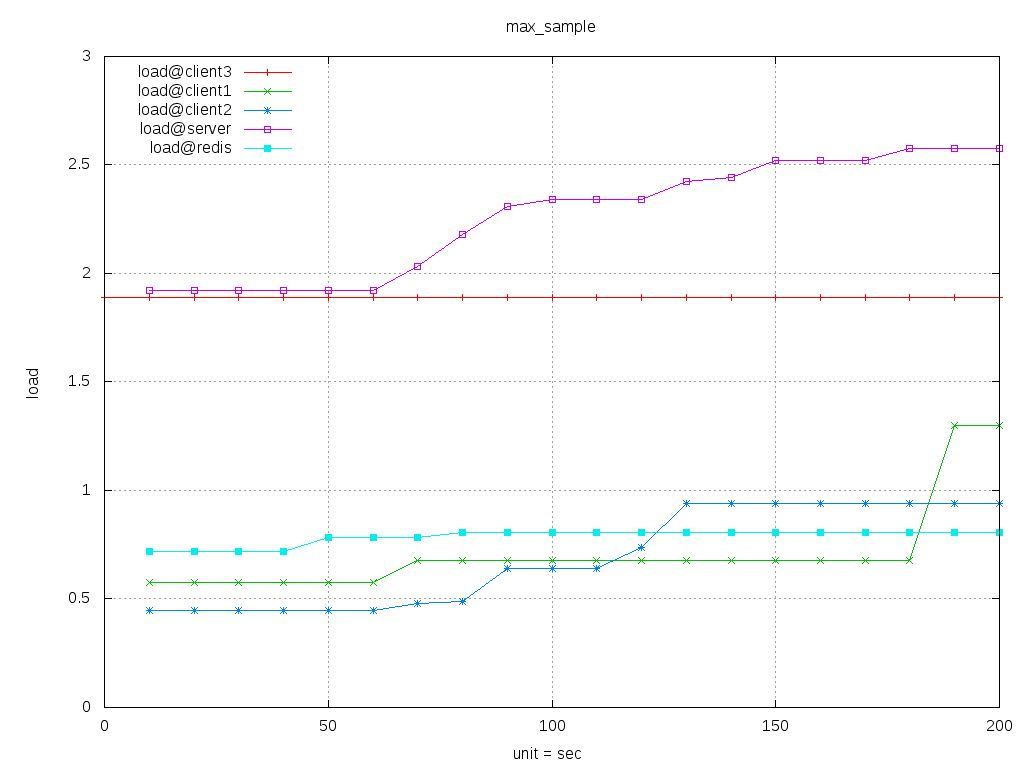 max_sample
3
load@client3
load@client1
load@client2
load@server
load@redis
2.5
2
1.5
load
1
0.5
0
0 50 100 150 200
unit = sec